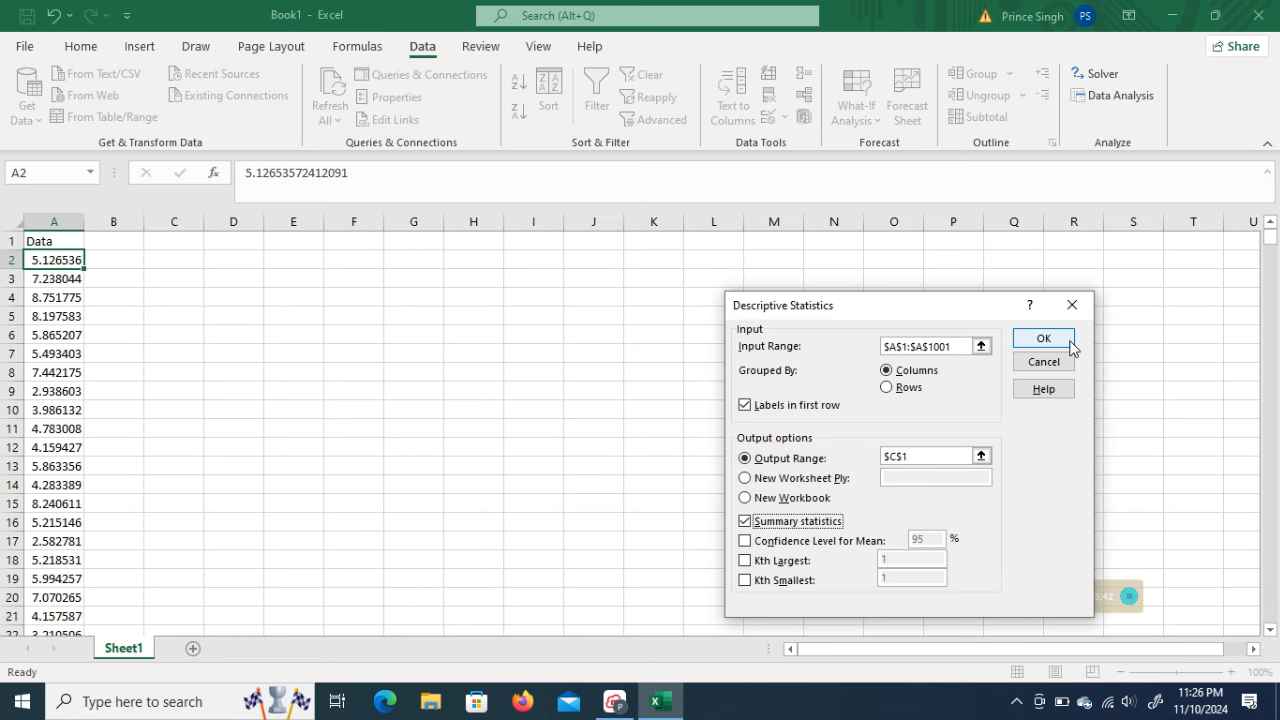 Book1 - Excel
Search (Alt+Q)
Prince Singh PS
File Home Insert Draw Page Layout Formulas Data Review View Help
Share
Get Data
From Text/CSV
From Web
From Table/Range
Recent Sources
Existing Connections
Get & Transform Data
Refresh All
Queries & Connections
Properties
Edit Links
Queries & Connections
Sort
Filter
Clear
Reapply
Advanced
Sort & Filter
Text to Columns
Data Tools
What-If Analysis
Forecast Sheet
Forecast
Group
Ungroup
Subtotal
Outline
Solver
Data Analysis
Analyze
A2
fx
5.12653572412091
A B C D E F G H I J K L M N O P Q R S T U
1 Data
2 5.126536
3 7.238044
4 8.751775
5 8.197583
6 5.865207
7 5.493403
8 7.442175
9 2.938603
10 3.986132
11 4.783008
12 4.159427
13 5.863356
14 4.283389
15 8.240611
16 5.215146
17 2.582781
18 5.218531
19 5.994257
20 7.070265
21 4.157587
22 3.210506
Descriptive Statistics ?
Input
Input Range: $A$1:$A$1001
Grouped By: Columns
Rows
Labels in first row
OK
Cancel
Help
Output options
Output Range: $C$1
New Worksheet Ply:
New Workbook
Summary statistics
Confidence Level for Mean: 95 %
Kth Largest: 1
Kth Smallest: 1
3:42
Sheet1
Ready
100%
Type here to search
11:26 PM
11/10/2024